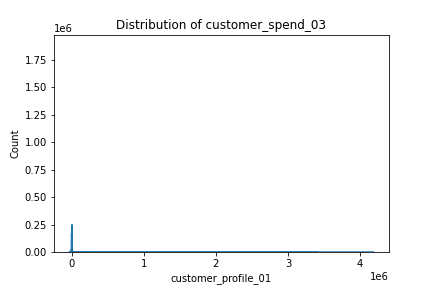 Distribution of customer_spend_03
1e6
1.75
1.50
1.25
1.00
0.75
0.50
0.25
0.00
Count
0
1
2
3
4
1e6
customer_profile_01